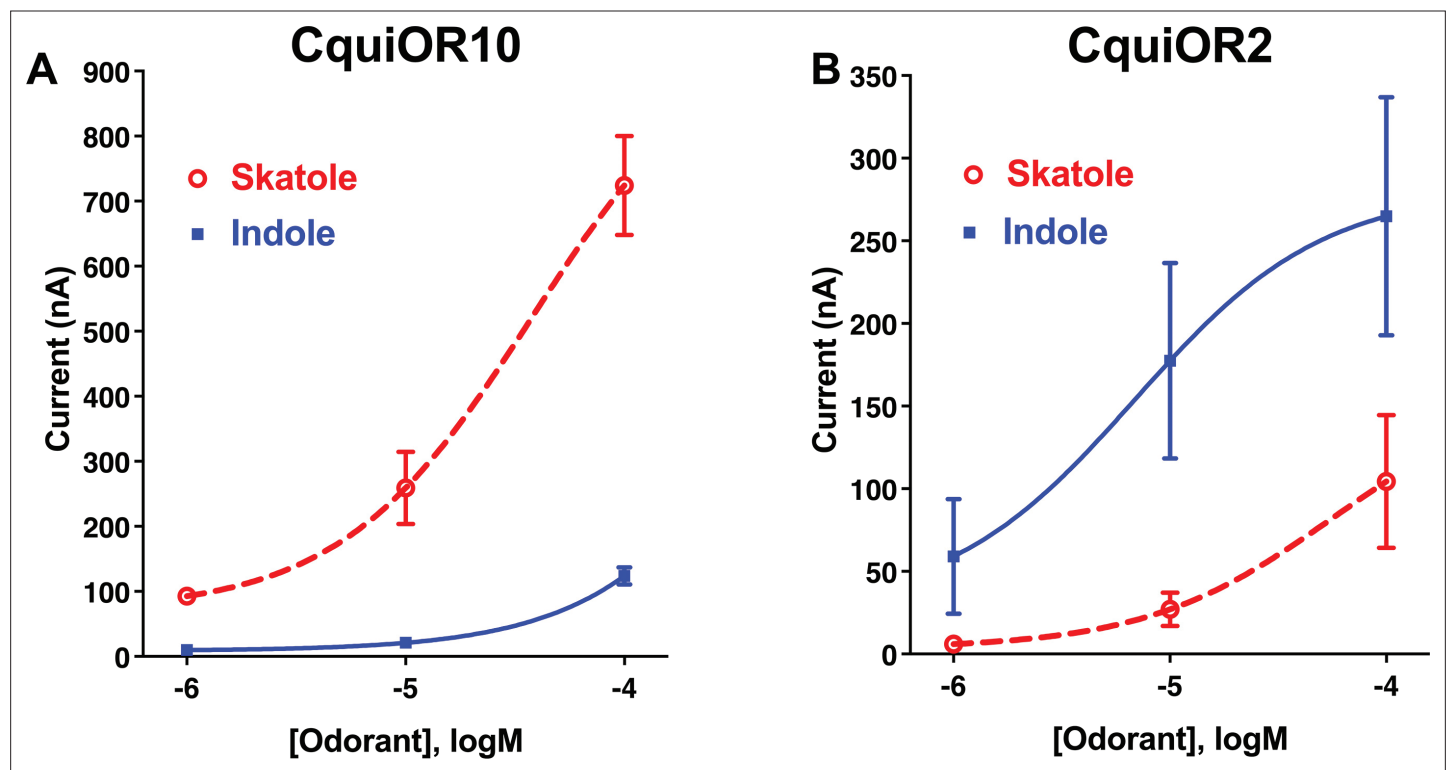 A
CquiOR10
900
800
700
600
500
400
300
200
100
0
Current (nA)
Skatole
Indole
-6
-5
-4
[Odorant], logM
B
CquiOR2
350
300
250
200
150
100
50
0
Current (nA)
Skatole
Indole
-6
-5
-4
[Odorant], logM